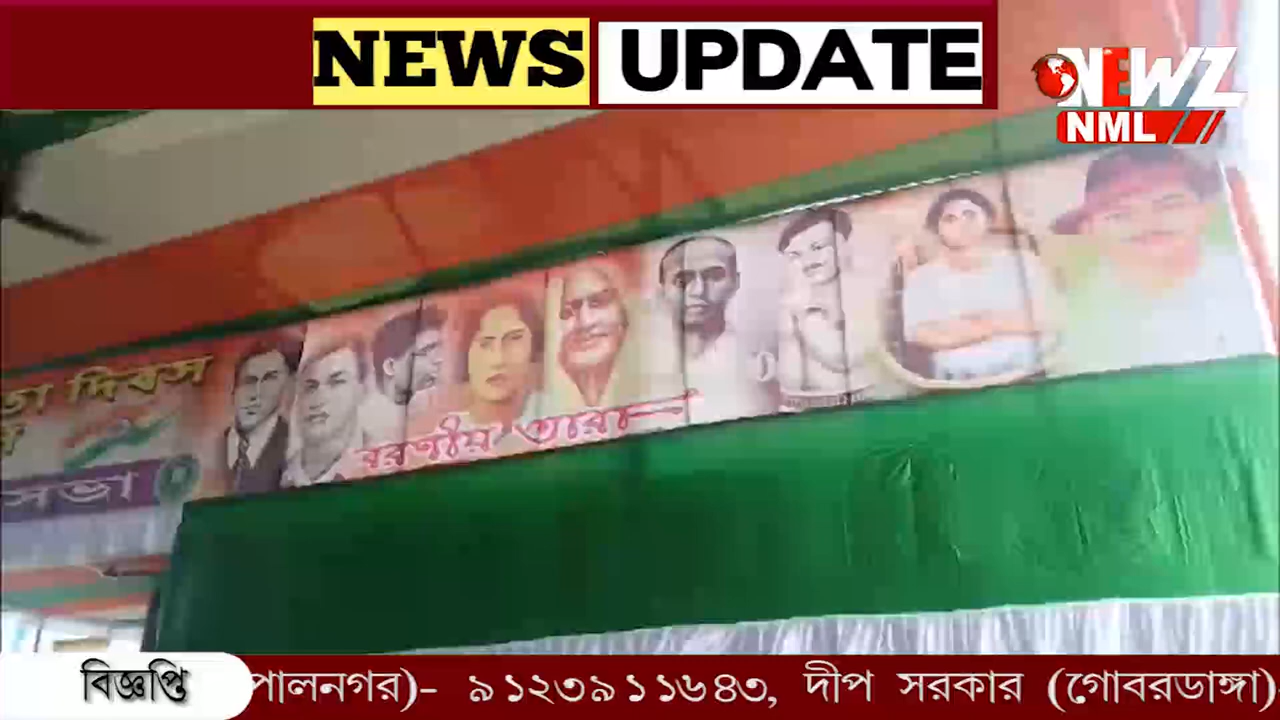 NEWS UPDATE
NEWZ
NML
দিবস
সভা
বরণীয় তারা
বিজ্ঞপ্তি
পালনগর)- ৯১২৩৯১১৬৪৩, দীপ সরকার (গোবরডাঙ্গা)